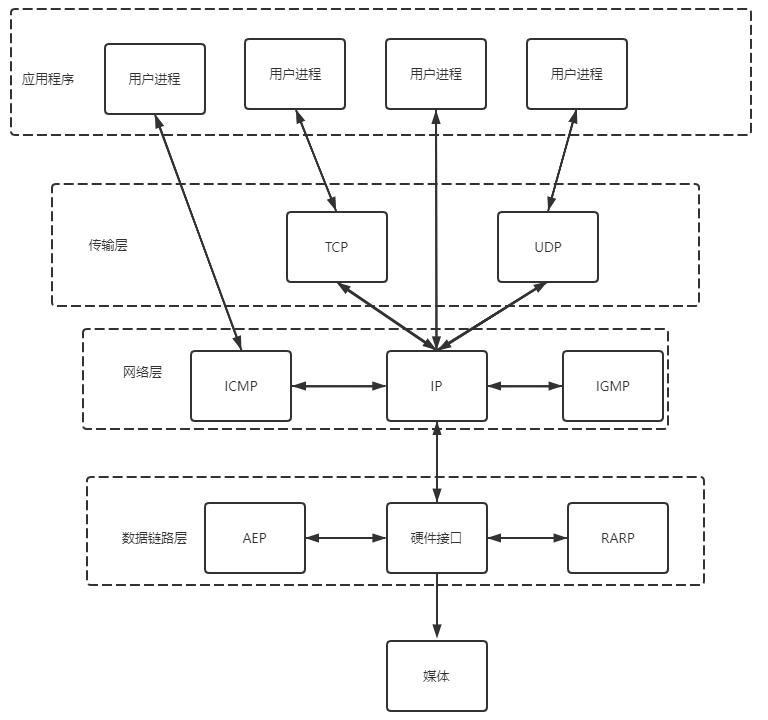 应用程序
用户进程
用户进程
用户进程
用户进程
传输层
TCP
UDP
网络层
ICMP
IP
IGMP
数据链路层
AEP
硬件接口
RARP
媒体